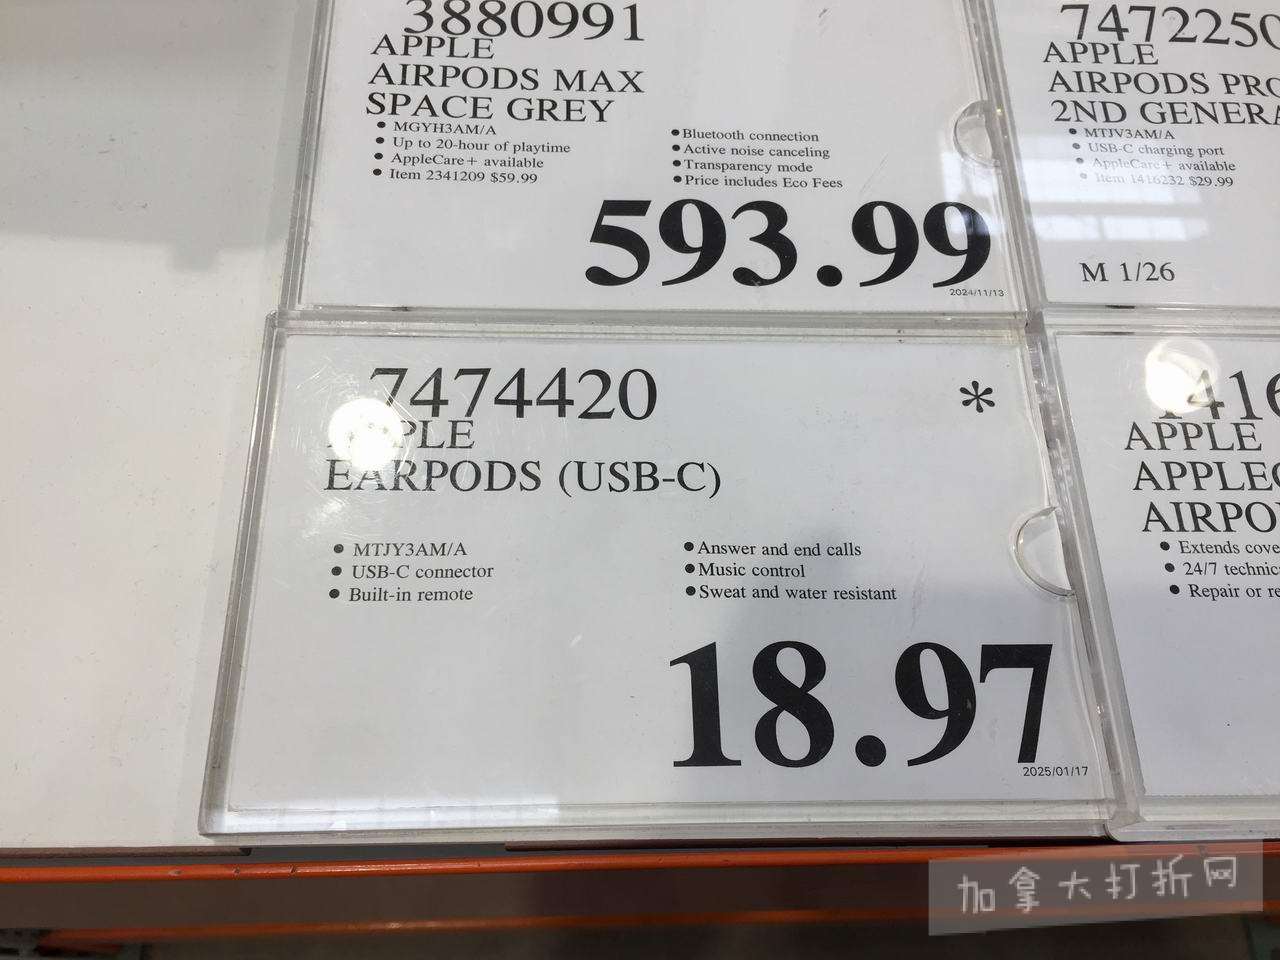 3880991
APPLE
AIRPODS MAX
SPACE GREY
• MGYH3AM/A
• Up to 20-hour of playtime
• AppleCare+ available
• Item 2341209 $59.99
• Bluetooth connection
• Active noise canceling
• Transparency mode
• Price includes Eco Fees
593.99
2024/11/13
7472250
APPLE
AIRPODS PRO
2ND GENERA
• MTJV3AM/A
• USB-C charging port
• AppleCare+ available
• Item 1416232 $29.99
M 1/26
7474420
*
APPLE
EARPODS (USB-C)
• MTJY3AM/A
• USB-C connector
• Built-in remote
• Answer and end calls
• Music control
• Sweat and water resistant
18.97
2025/01/17
1416
APPLE
APPLEC
AIRPO
• Extends cove
• 24/7 technic
• Repair or re
加拿大打折网